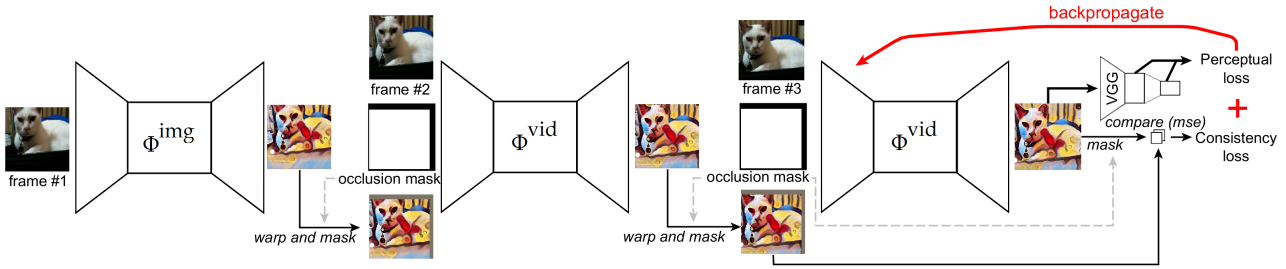 backpropagate
frame #1
Φimg
frame #2
occlusion mask
warp and mask
Φvid
frame #3
occlusion mask
warp and mask
Φvid
VGG
Perceptual
loss
+
compare (mse)
mask
Consistency
loss